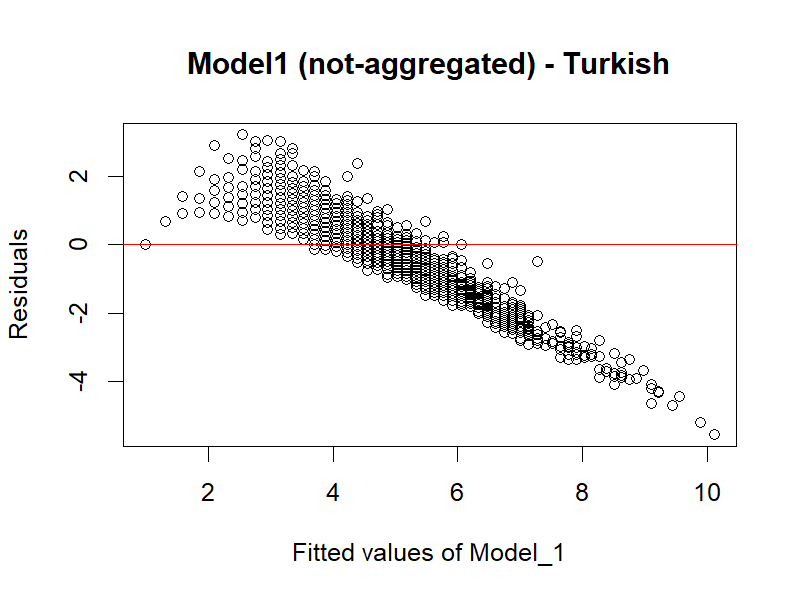 Model1 (not-aggregated) - Turkish
2
0
-2
-4
Residuals
2 4 6 8 10
Fitted values of Model_1